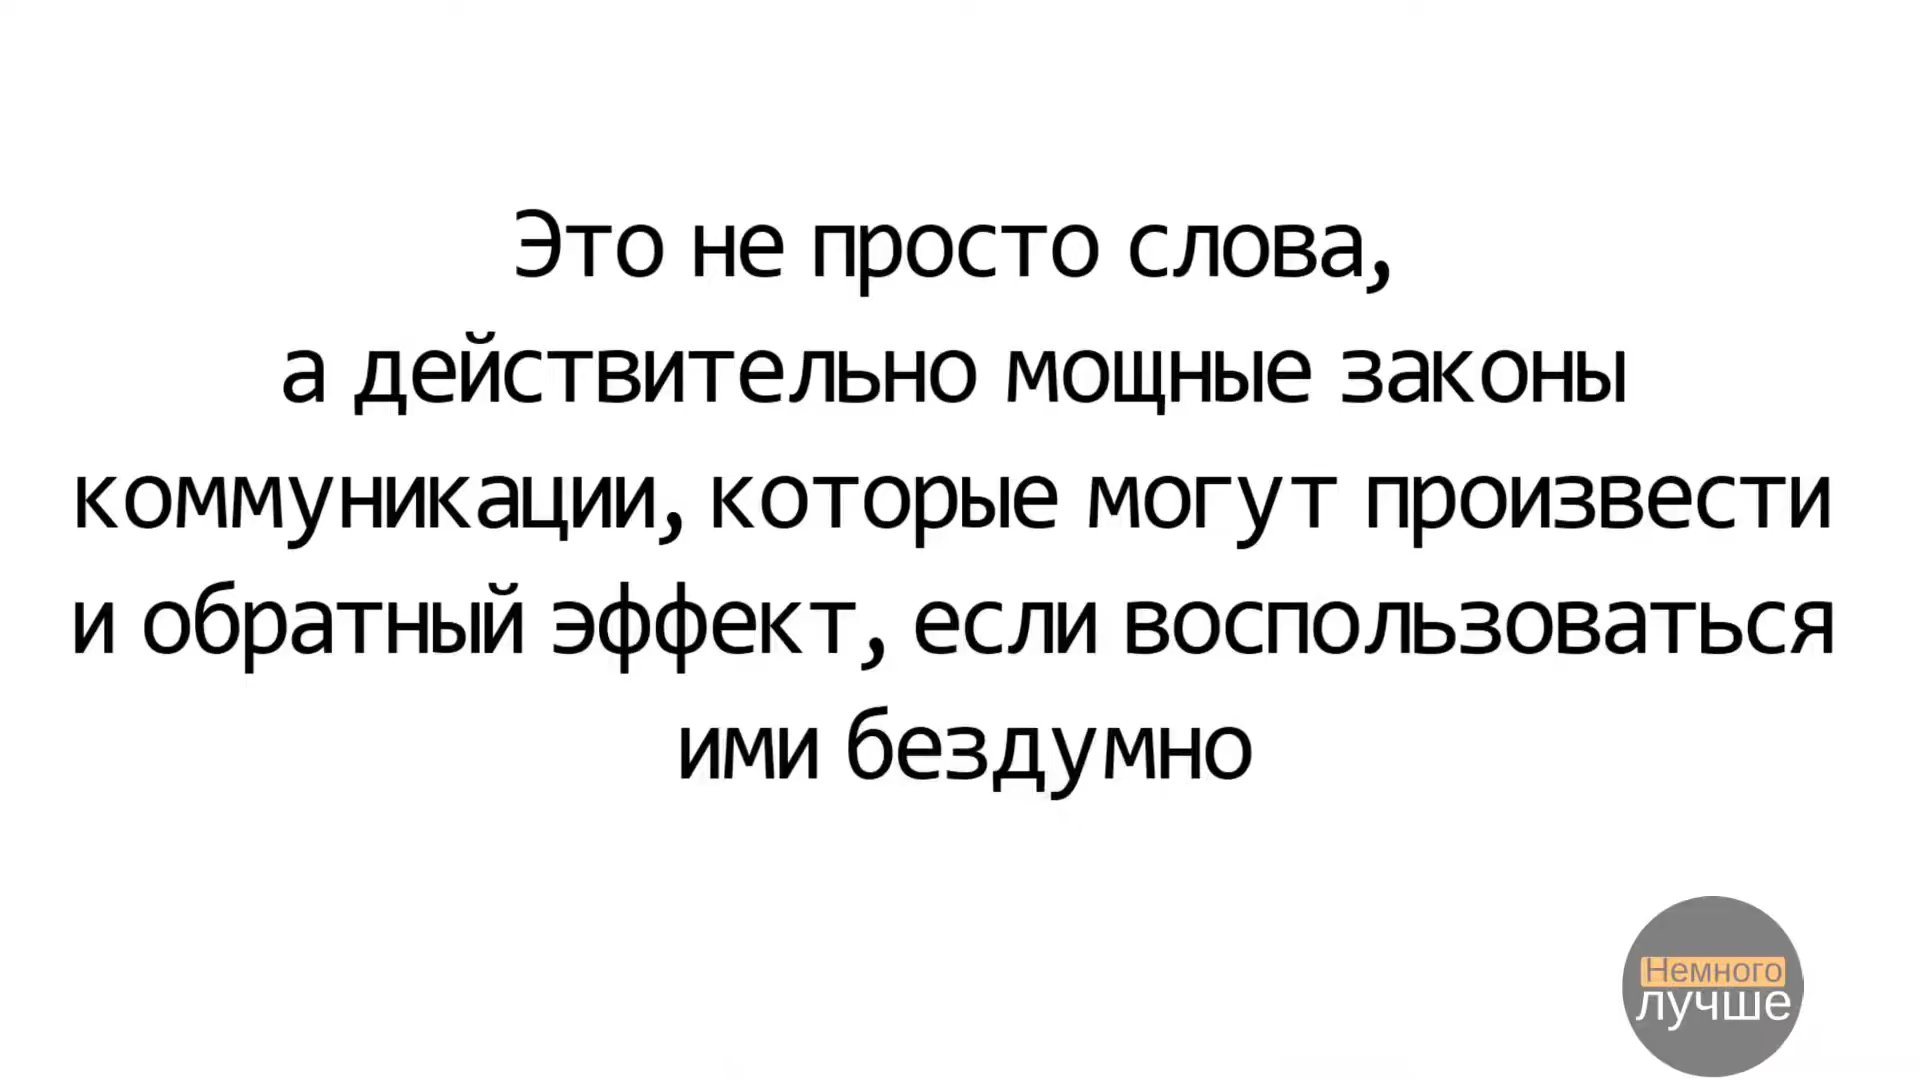 Это не просто слова,
а действительно мощные законы
коммуникации, которые могут произвести
и обратный эффект, если воспользоваться
ими бездумно
Немного
лучше